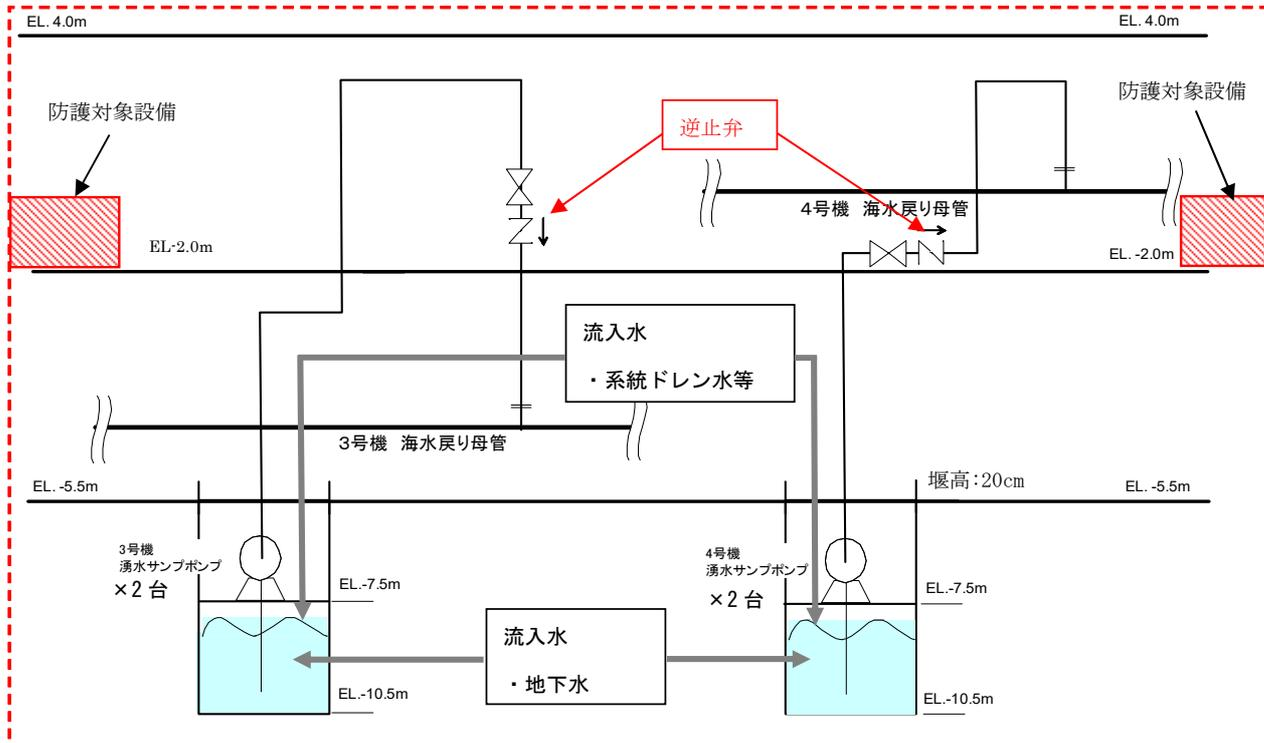 EL. 4.0m
EL. 4.0m
防護対象設備
逆止弁
防護対象設備
4号機 海水戻り母管
EL-2.0m
EL. -2.0m
流入水
・系統ドレン水等
3号機 海水戻り母管
EL. -5.5m
堰高:20cm
EL. -5.5m
3号機
湧水サンプポンプ
×2 台
EL.-7.5m
4号機
湧水サンプポンプ
×2 台
EL.-7.5m
流入水
・地下水
EL.-10.5m
EL.-10.5m